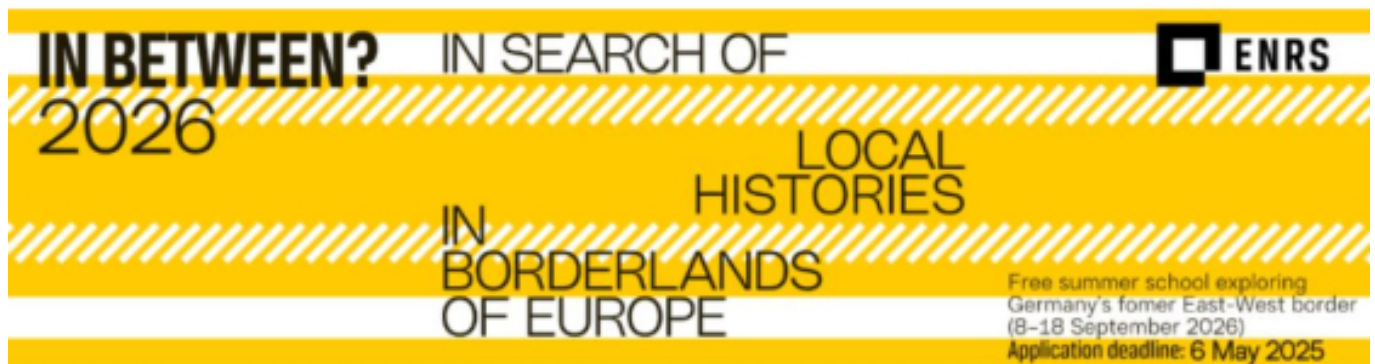 IN BETWEEN?
2026
IN SEARCH OF
LOCAL
HISTORIES
IN
BORDERLANDS
OF EUROPE
ENRS
Free summer school exploring
Germany's fomer East-West border
(8–18 September 2026)
Application deadline: 6 May 2025